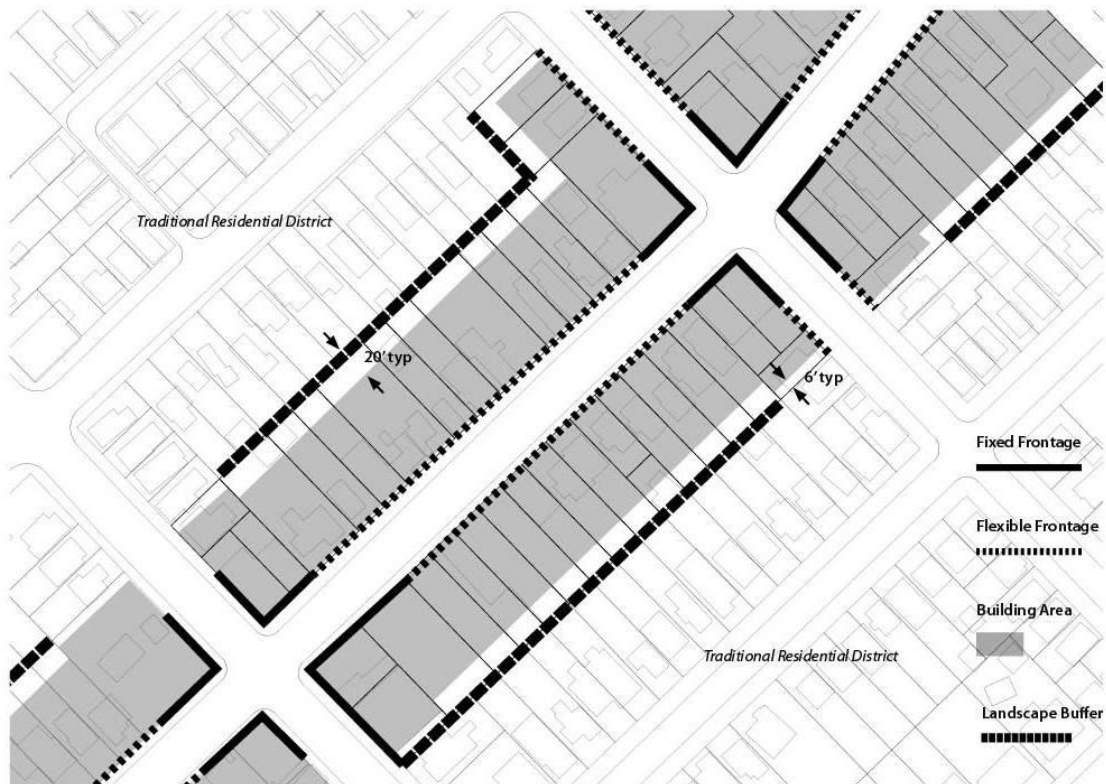 Traditional Residential District
20' typ
6' typ
Fixed Frontage
Flexible Frontage
Building Area
Traditional Residential District
Landscape Buffer